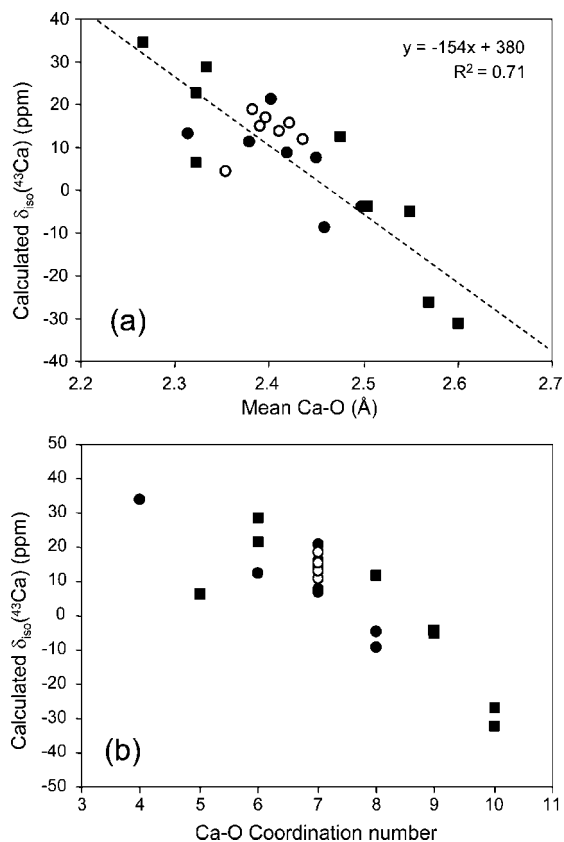 40
30
20
10
0
-10
-20
-30
-40
Calculated δiso(⁴³Ca) (ppm)
y = -154x + 380
R² = 0.71
(a)
2.2 2.3 2.4 2.5 2.6 2.7
Mean Ca-O (Å)
50
40
30
20
10
0
-10
-20
-30
-40
-50
Calculated δiso(⁴³Ca) (ppm)
(b)
3 4 5 6 7 8 9 10 11
Ca-O Coordination number